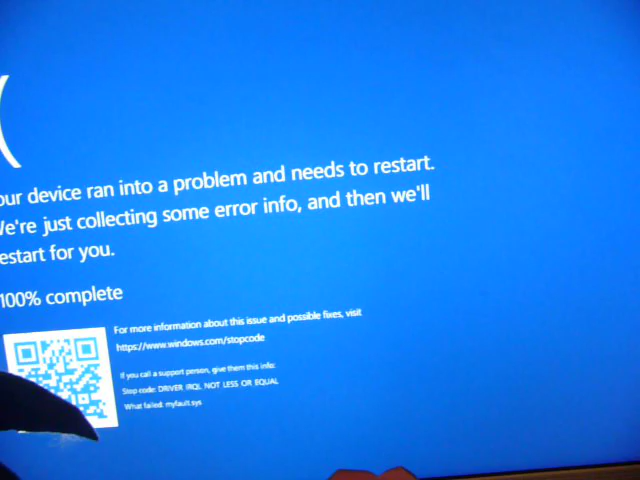 (
our device ran into a problem and needs to restart.
We're just collecting some error info, and then we'll
estart for you.
100% complete
For more information about this issue and possible fixes, visit
https://www.windows.com/stopcode
If you call a support person, give them this info:
Stop code: DRIVER IRQL NOT LESS OR EQUAL
What failed: myfault.sys